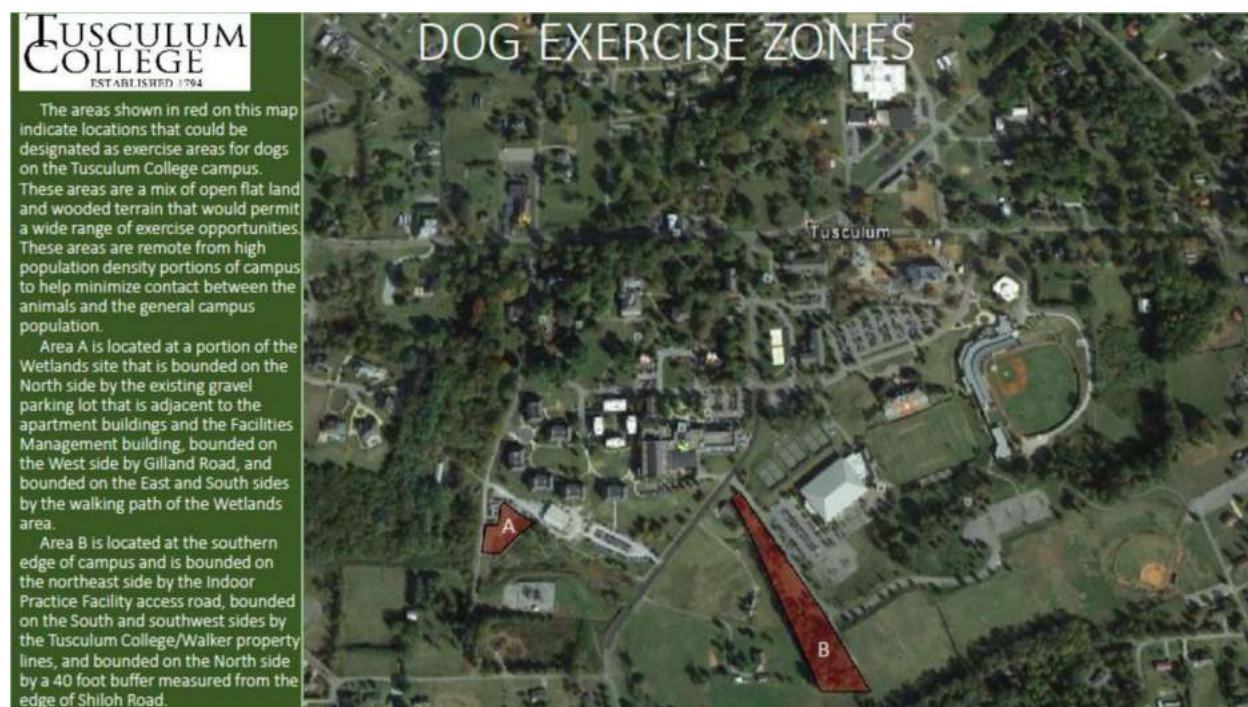 TUSCULUM
COLLEGE
ESTABLISHED 1794
DOG EXERCISE ZONES
The areas shown in red on this map
indicate locations that could be
designated as exercise areas for dogs
on the Tusculum College campus.
These areas are a mix of open flat land
and wooded terrain that would permit
a wide range of exercise opportunities.
These areas are remote from high
population density portions of campus
to help minimize contact between the
animals and the general campus
population.
Area A is located at a portion of the
Wetlands site that is bounded on the
North side by the existing gravel
parking lot that is adjacent to the
apartment buildings and the Facilities
Management building, bounded on
the West side by Gilland Road, and
bounded on the East and South sides
by the walking path of the Wetlands
area.
Area B is located at the southern
edge of campus and is bounded on
the northeast side by the Indoor
Practice Facility access road, bounded
on the South and southwest sides by
the Tusculum College/Walker property
lines, and bounded on the North side
by a 40 foot buffer measured from the
edge of Shiloh Road.
Tusculum
A
B